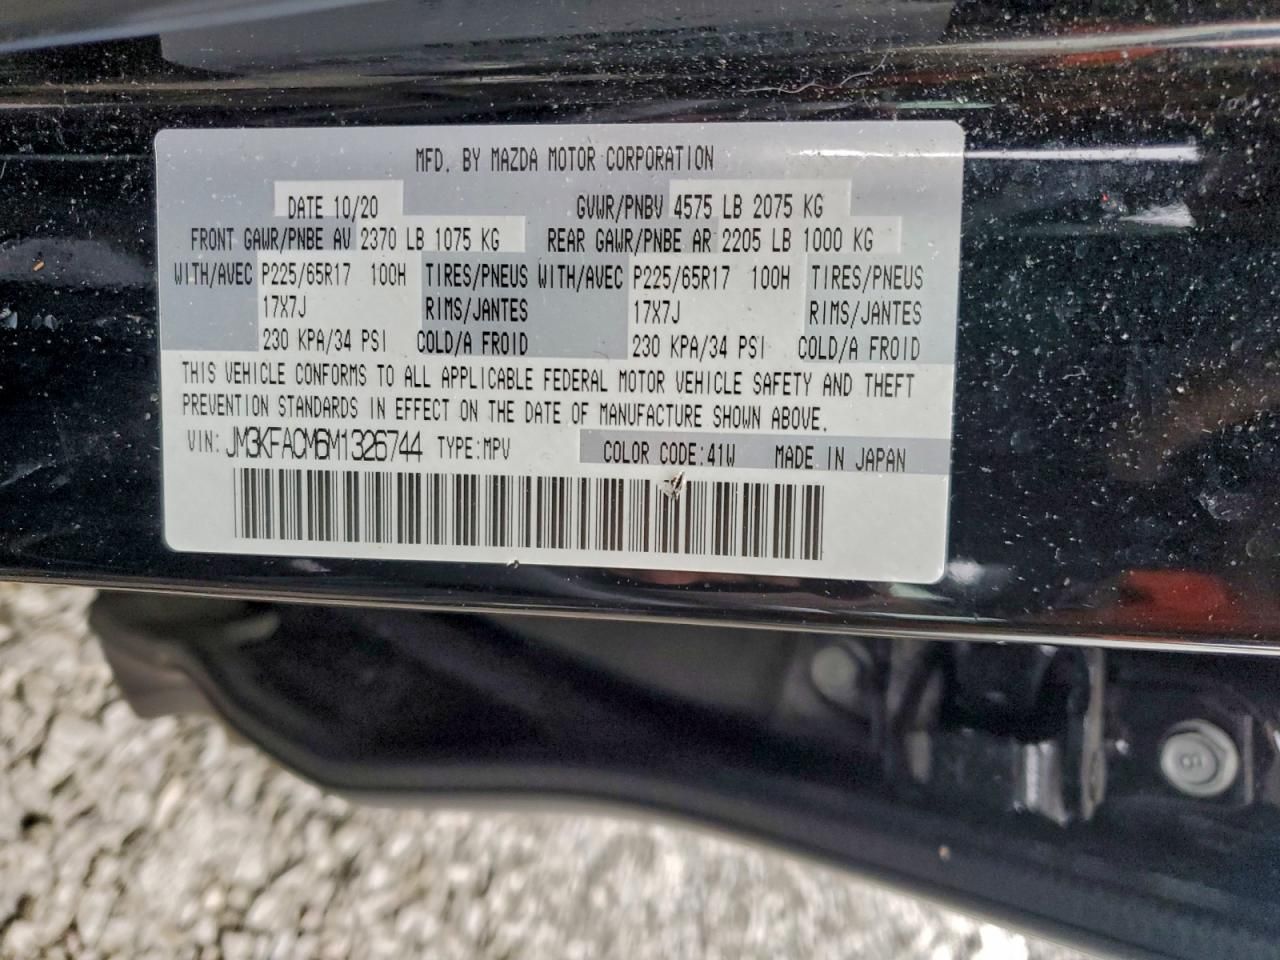 MFD. BY MAZDA MOTOR CORPORATION
DATE 10/20 GVWR/PNBV 4575 LB 2075 KG
FRONT GAWR/PNBE AV 2370 LB 1075 KG REAR GAWR/PNBE AR 2205 LB 1000 KG
WITH/AVEC P225/65R17 100H TIRES/PNEUS WITH/AVEC P225/65R17 100H TIRES/PNEUS
17X7J RIMS/JANTES 17X7J RIMS/JANTES
230 KPA/34 PSI COLD/A FROID 230 KPA/34 PSI COLD/A FROID
THIS VEHICLE CONFORMS TO ALL APPLICABLE FEDERAL MOTOR VEHICLE SAFETY AND THEFT
PREVENTION STANDARDS IN EFFECT ON THE DATE OF MANUFACTURE SHOWN ABOVE.
VIN: JM3KFACM6M1326744 TYPE:MPV COLOR CODE:41W MADE IN JAPAN
8